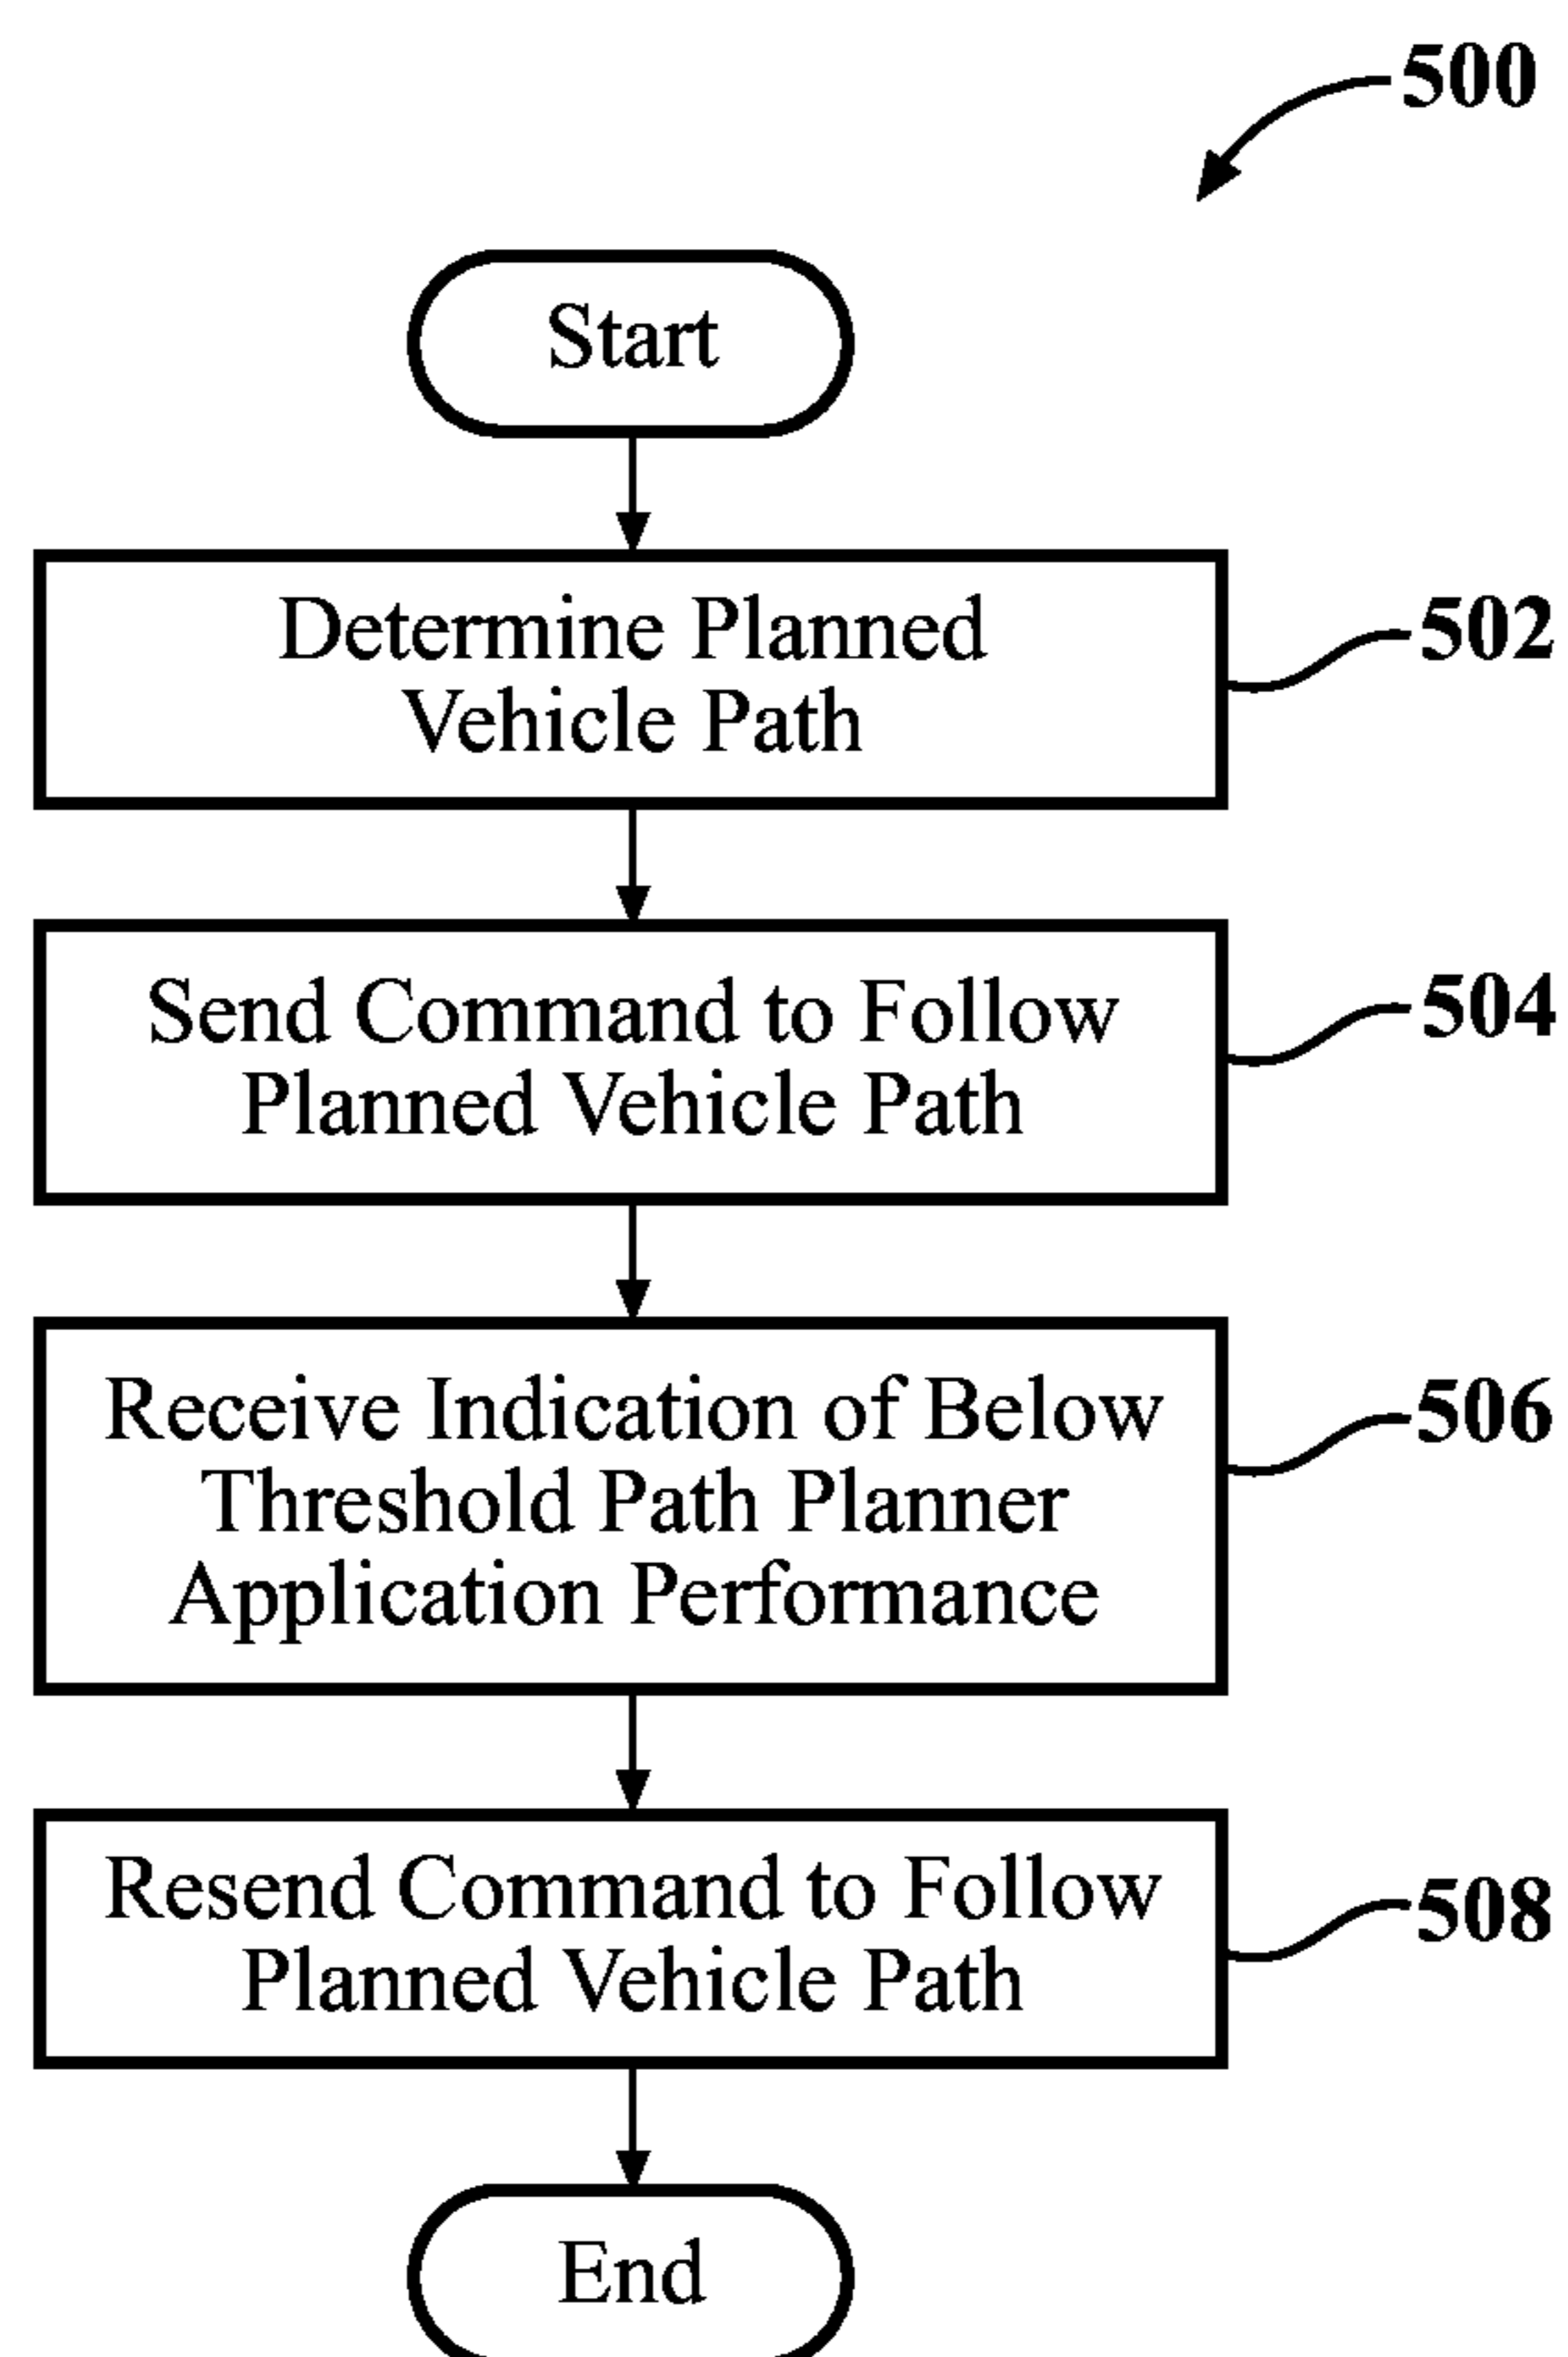 500
Start
Determine Planned
Vehicle Path
502
Send Command to Follow
Planned Vehicle Path
504
Receive Indication of Below
Threshold Path Planner
Application Performance
506
Resend Command to Follow
Planned Vehicle Path
508
End